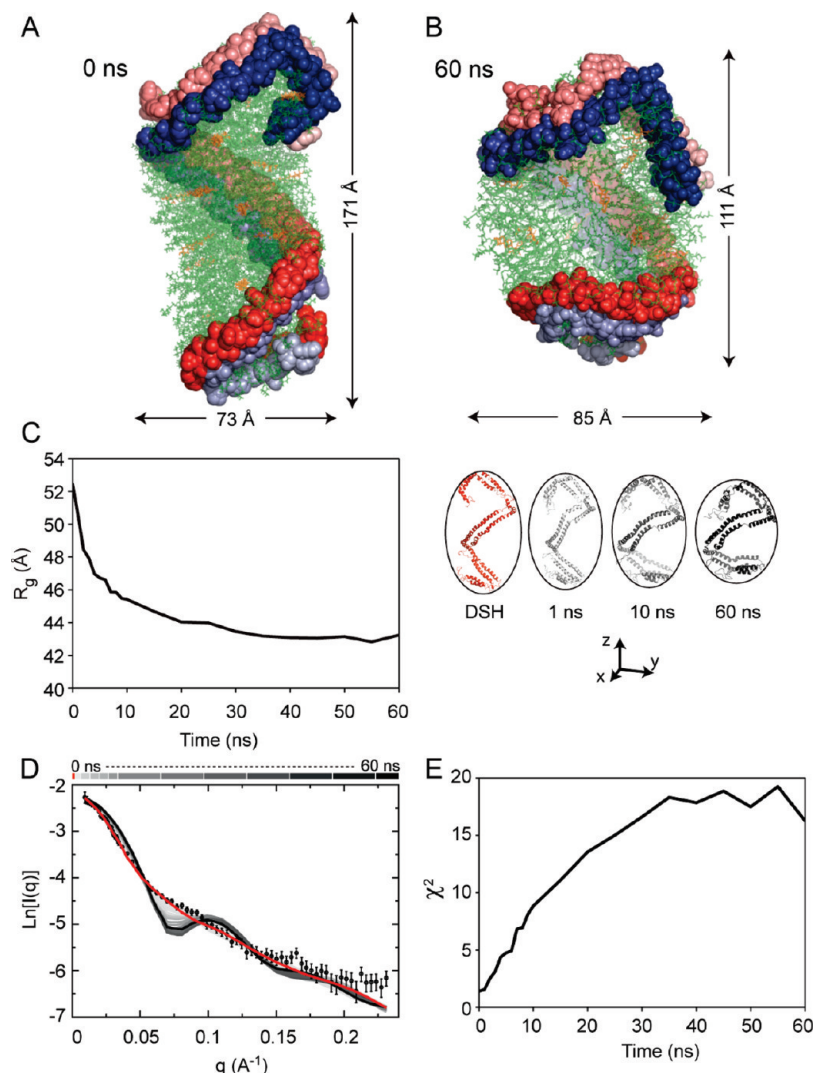 A
0 ns
171 Å
73 Å
B
60 ns
111 Å
85 Å
C
54
52
50
48
46
44
42
40
Rg (Å)
0 10 20 30 40 50 60
Time (ns)
DSH 1 ns 10 ns 60 ns
z
x y
D
0 ns 60 ns
-2
-3
-4
-5
-6
-7
Ln[I(q)]
0 0.05 0.1 0.15 0.2
q (A⁻¹)
E
20
15
10
5
0
χ²
0 10 20 30 40 50 60
Time (ns)